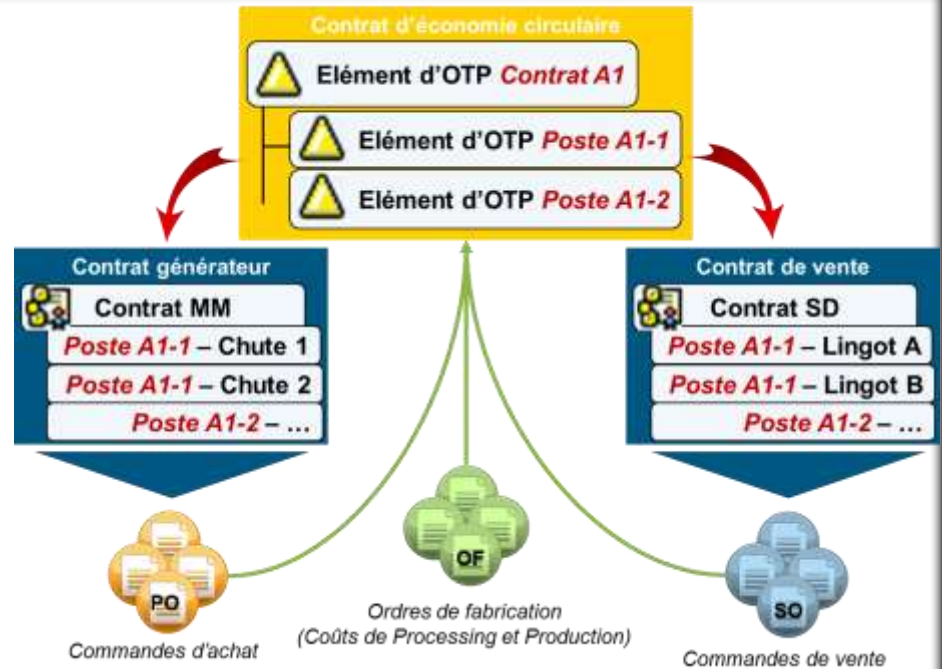 Contrat d'économie circulaire
Elément d'OTP Contrat A1
Elément d'OTP Poste A1-1
Elément d'OTP Poste A1-2
Contrat générateur
Contrat MM
Poste A1-1 – Chute 1
Poste A1-1 – Chute 2
Poste A1-2 – ...
Contrat de vente
Contrat SD
Poste A1-1 – Lingot A
Poste A1-1 – Lingot B
Poste A1-2 – ...
PO
Commandes d'achat
OF
Ordres de fabrication
(Coûts de Processing et Production)
SO
Commandes de vente